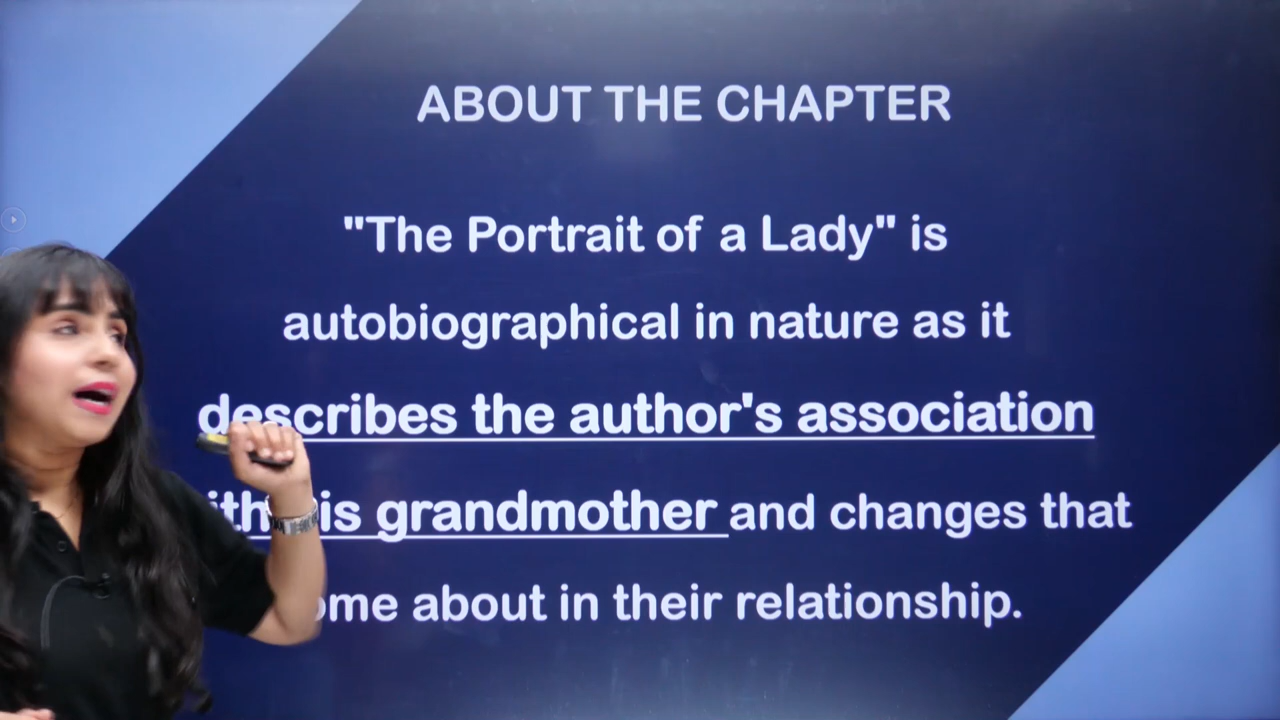 ABOUT THE CHAPTER
"The Portrait of a Lady" is
autobiographical in nature as it
describes the author's association
is grandmother and changes that
about in their relationship.